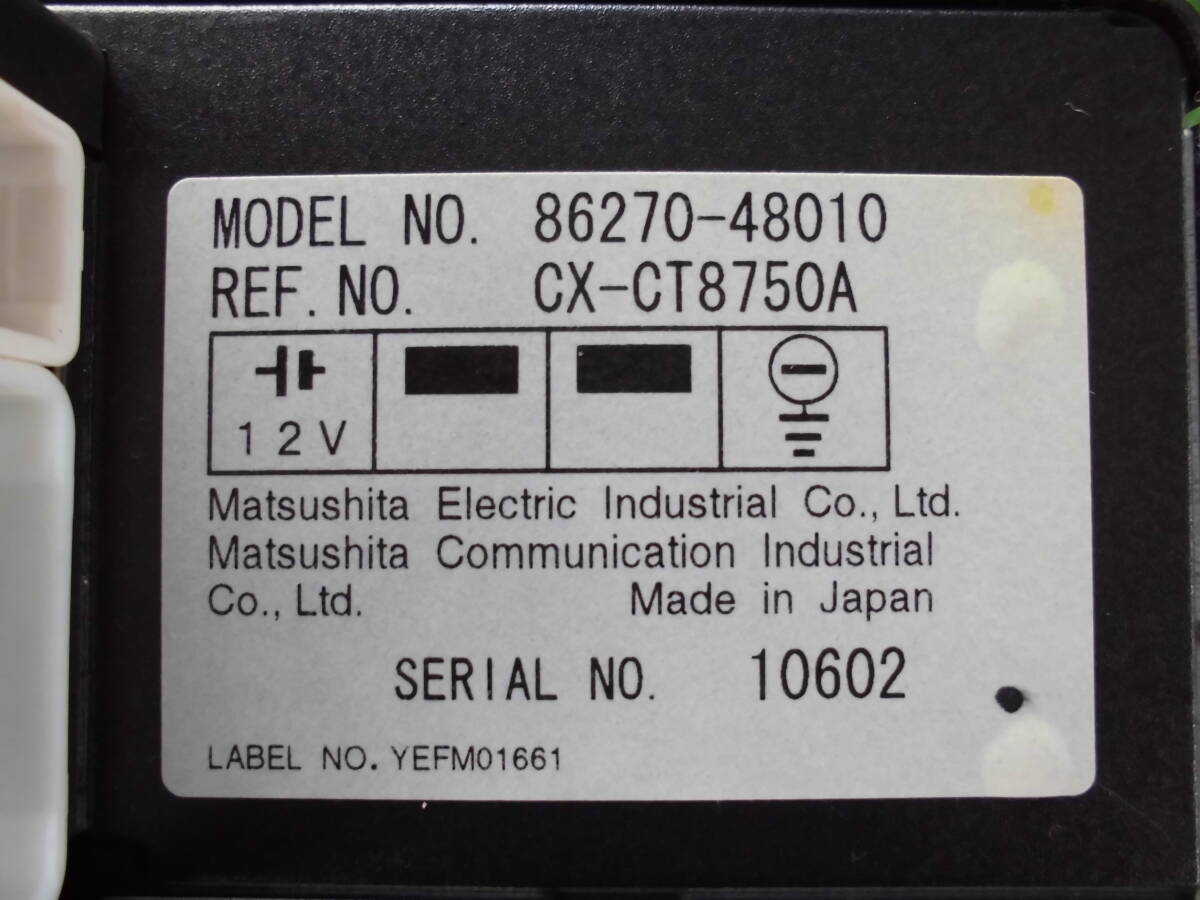 MODEL NO. 86270-48010
REF. NO. CX-CT8750A
12V
Matsushita Electric Industrial Co., Ltd.
Matsushita Communication Industrial
Co., Ltd. Made in Japan
SERIAL NO. 10602
LABEL NO. YEFM01661